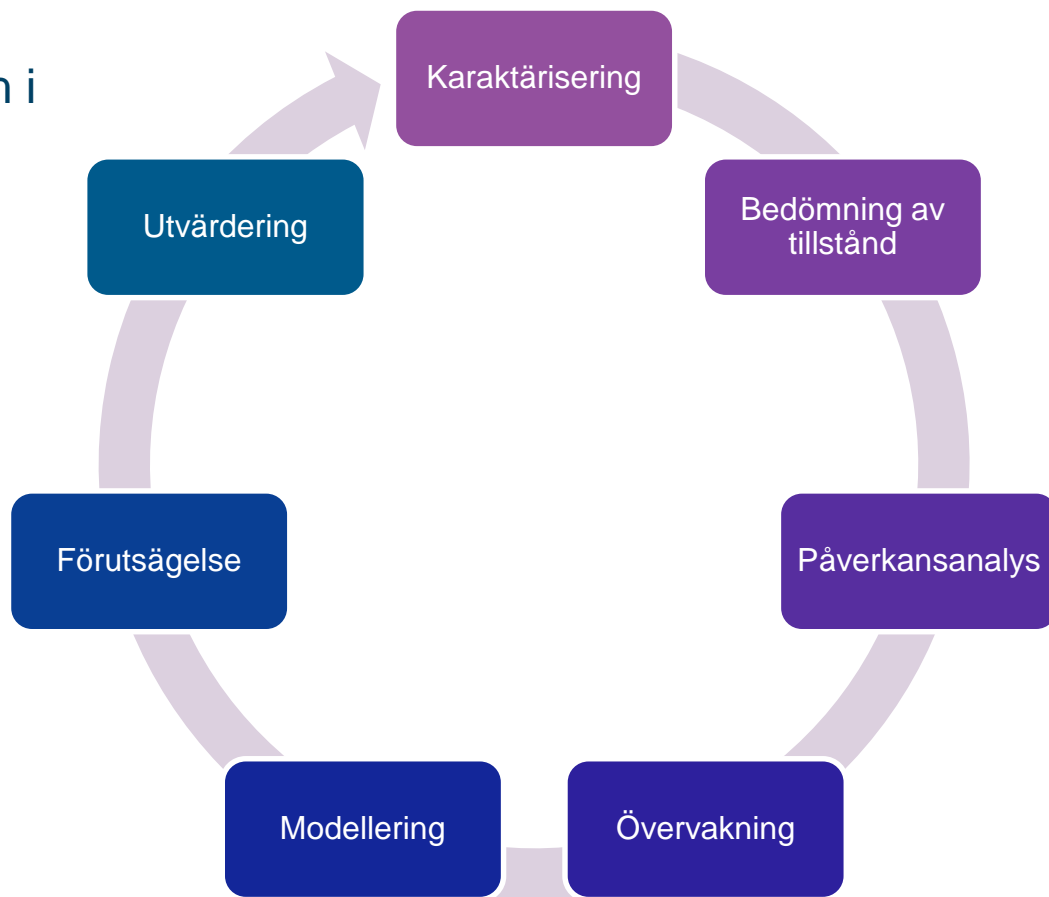 n i
Karaktärisering
Bedömning av
tillstånd
Påverkansanalys
Övervakning
Modellering
Förutsägelse
Utvärdering